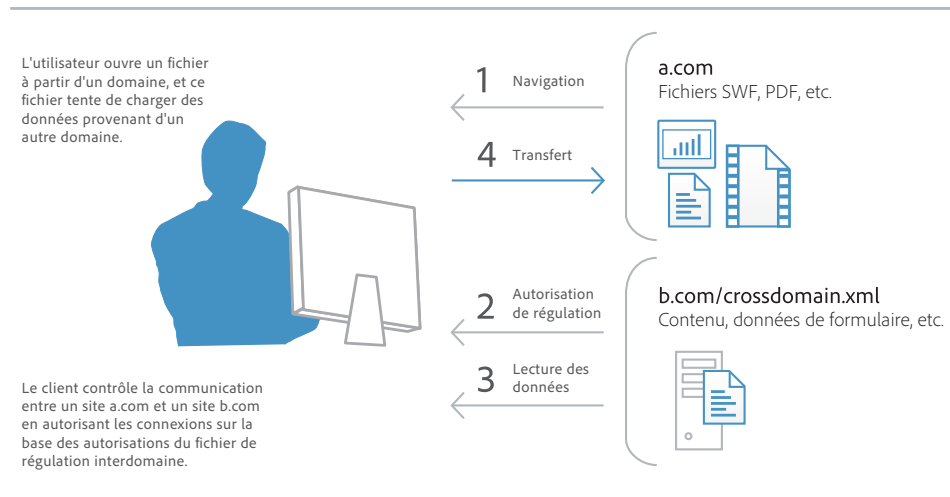 L'utilisateur ouvre un fichier
à partir d'un domaine, et ce
fichier tente de charger des
données provenant d'un
autre domaine.
1 Navigation
4 Transfert
a.com
Fichiers SWF, PDF, etc.
2 Autorisation
de régulation
3 Lecture des
données
b.com/crossdomain.xml
Contenu, données de formulaire, etc.
Le client contrôle la communication
entre un site a.com et un site b.com
en autorisant les connexions sur la
base des autorisations du fichier de
régulation interdomaine.